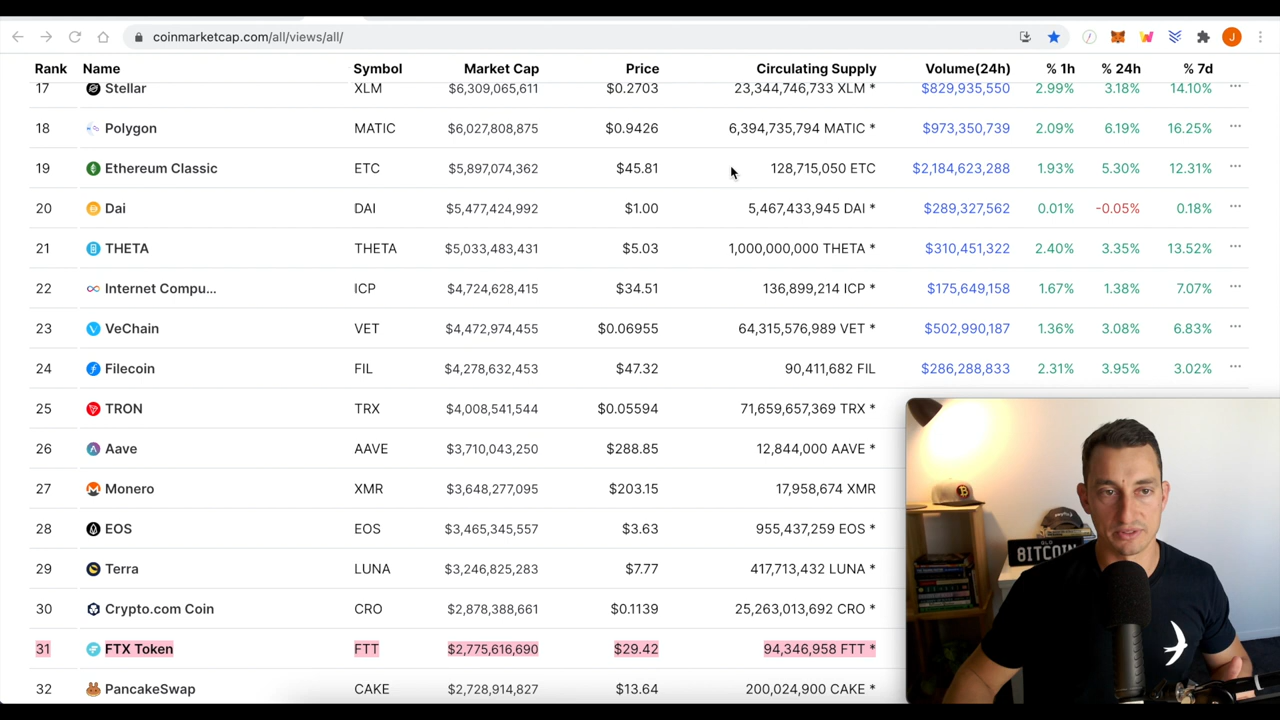 coinmarketcap.com/all/views/all/
J
Rank Name Symbol Market Cap Price Circulating Supply Volume(24h) % 1h % 24h % 7d
17 Stellar XLM $6,309,065,611 $0.2703 23,344,746,733 XLM * $829,935,550 2.99% 3.18% 14.10%
18 Polygon MATIC $6,027,808,875 $0.9426 6,394,735,794 MATIC * $973,350,739 2.09% 6.19% 16.25%
19 Ethereum Classic ETC $5,897,074,362 $45.81 128,715,050 ETC $2,184,623,288 1.93% 5.30% 12.31%
20 Dai DAI $5,477,424,992 $1.00 5,467,433,945 DAI * $289,327,562 0.01% -0.05% 0.18%
21 THETA THETA $5,033,483,431 $5.03 1,000,000,000 THETA * $310,451,322 2.40% 3.35% 13.52%
22 Internet Compu... ICP $4,724,628,415 $34.51 136,899,214 ICP * $175,649,158 1.67% 1.38% 7.07%
23 VeChain VET $4,472,974,455 $0.06955 64,315,576,989 VET * $502,990,187 1.36% 3.08% 6.83%
24 Filecoin FIL $4,278,632,453 $47.32 90,411,682 FIL $286,288,833 2.31% 3.95% 3.02%
25 TRON TRX $4,008,541,544 $0.05594 71,659,657,369 TRX *
26 Aave AAVE $3,710,043,250 $288.85 12,844,000 AAVE *
27 Monero XMR $3,648,277,095 $203.15 17,958,674 XMR
28 EOS EOS $3,465,345,557 $3.63 955,437,259 EOS *
29 Terra LUNA $3,246,825,283 $7.77 417,713,432 LUNA *
30 Crypto.com Coin CRO $2,878,388,661 $0.1139 25,263,013,692 CRO *
31 FTX Token FTT $2,775,616,690 $29.42 94,346,958 FTT *
32 PancakeSwap CAKE $2,728,914,827 $13.64 200,024,900 CAKE *
8ITCOIN